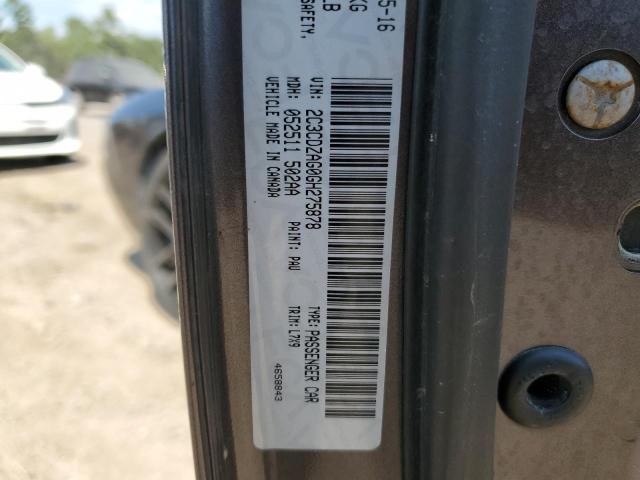 5-16
KG
LB
SAFETY,
VIN: 2C3CDZAG0GH275878 TYPE: PASSENGER CAR
MDH: 052511 502AA PAINT: PAU TRIM: L7X9
VEHICLE MADE IN CANADA
4658843